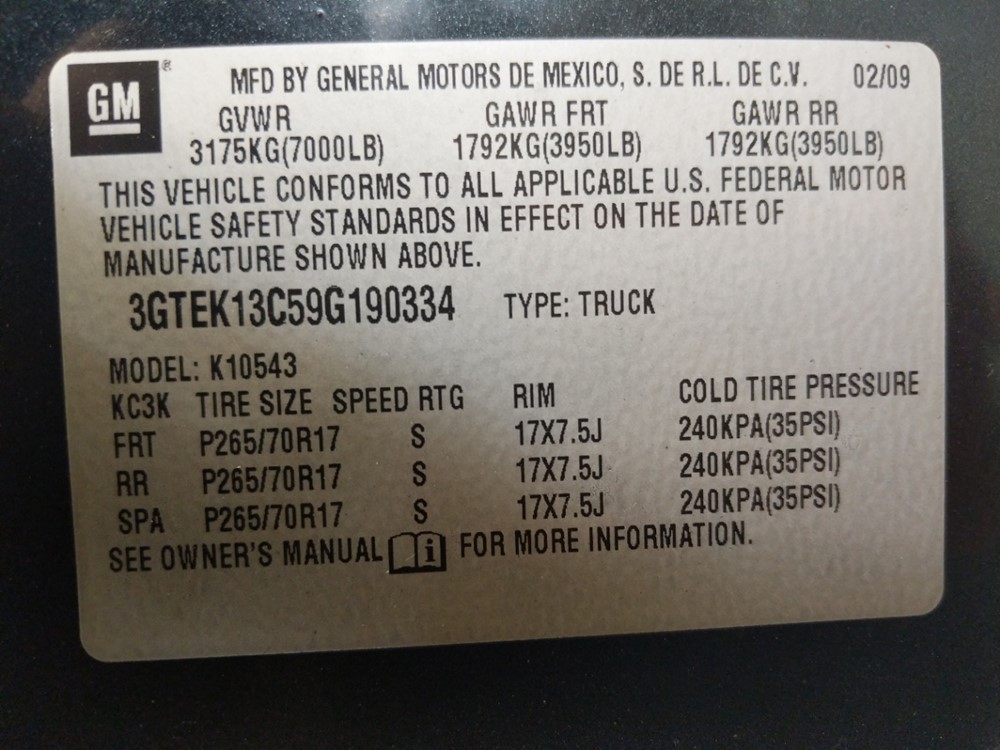 GM®
MFD BY GENERAL MOTORS DE MEXICO, S. DE R.L. DE C.V. 02/09
GVWR GAWR FRT GAWR RR
3175KG(7000LB) 1792KG(3950LB) 1792KG(3950LB)
THIS VEHICLE CONFORMS TO ALL APPLICABLE U.S. FEDERAL MOTOR
VEHICLE SAFETY STANDARDS IN EFFECT ON THE DATE OF
MANUFACTURE SHOWN ABOVE.
3GTEK13C59G190334 TYPE: TRUCK
MODEL: K10543
KC3K TIRE SIZE SPEED RTG RIM COLD TIRE PRESSURE
FRT P265/70R17 S 17X7.5J 240KPA(35PSI)
RR P265/70R17 S 17X7.5J 240KPA(35PSI)
SPA P265/70R17 S 17X7.5J 240KPA(35PSI)
SEE OWNER'S MANUAL i FOR MORE INFORMATION.